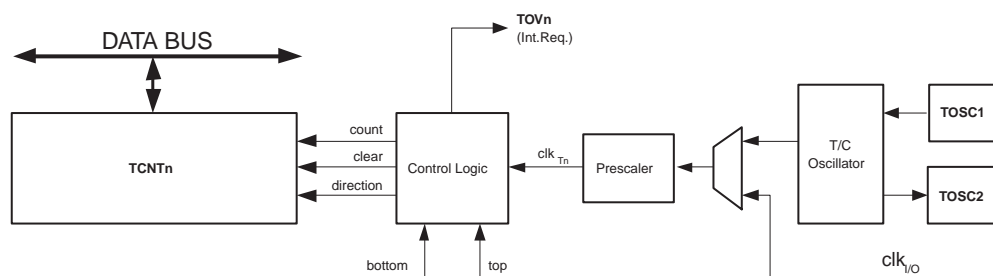 DATA BUS
TOVn
(Int.Req.)
TCNTn
count
clear
direction
Control Logic
clk Tn
Prescaler
T/C
Oscillator
TOSC1
TOSC2
bottom
top
clk I/O